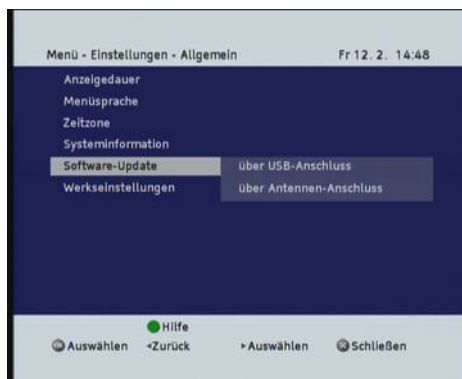 Menü - Einstellungen - Allgemein Fr 12. 2. 14:48
Anzeigedauer
Menüsprache
Zeitzone
Systeminformation
Software-Update über USB-Anschluss
Werkseinstellungen über Antennen-Anschluss
Hilfe
OK Auswählen Zurück Auswählen Schließen